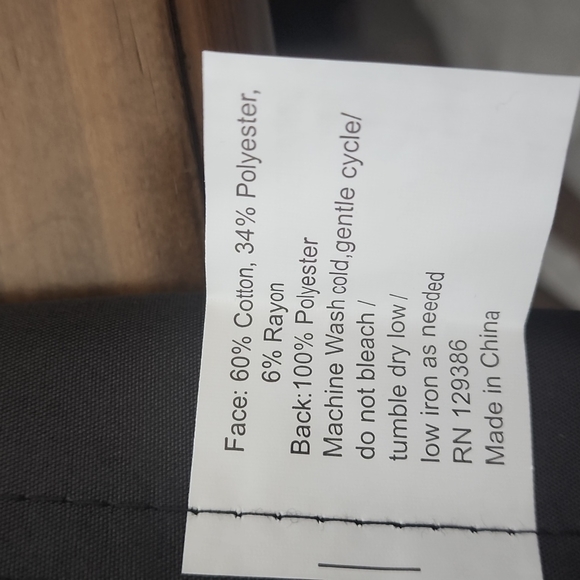 Face: 60% Cotton, 34% Polyester,
6% Rayon
Back:100% Polyester
Machine Wash cold,gentle cycle/
do not bleach /
tumble dry low /
low iron as needed
RN 129386
Made in China